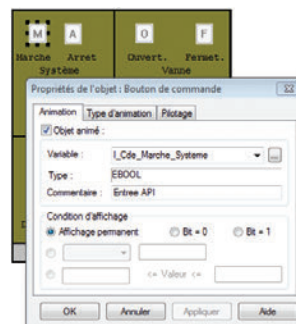 M A O F
Marche Arret Ouvert. Fermet.
Système Vanne
Propriétés de l'objet : Bouton de commande
Animation Type d'animation Pilotage
Objet animé :
Variable : I_Cde_Marche_Systeme ...
Type : EBOOL
Commentaire : Entree API
Condition d'affichage
Affichage permanent Bit = 0 Bit = 1
<= Valeur <=
OK Annuler Appliquer Aide